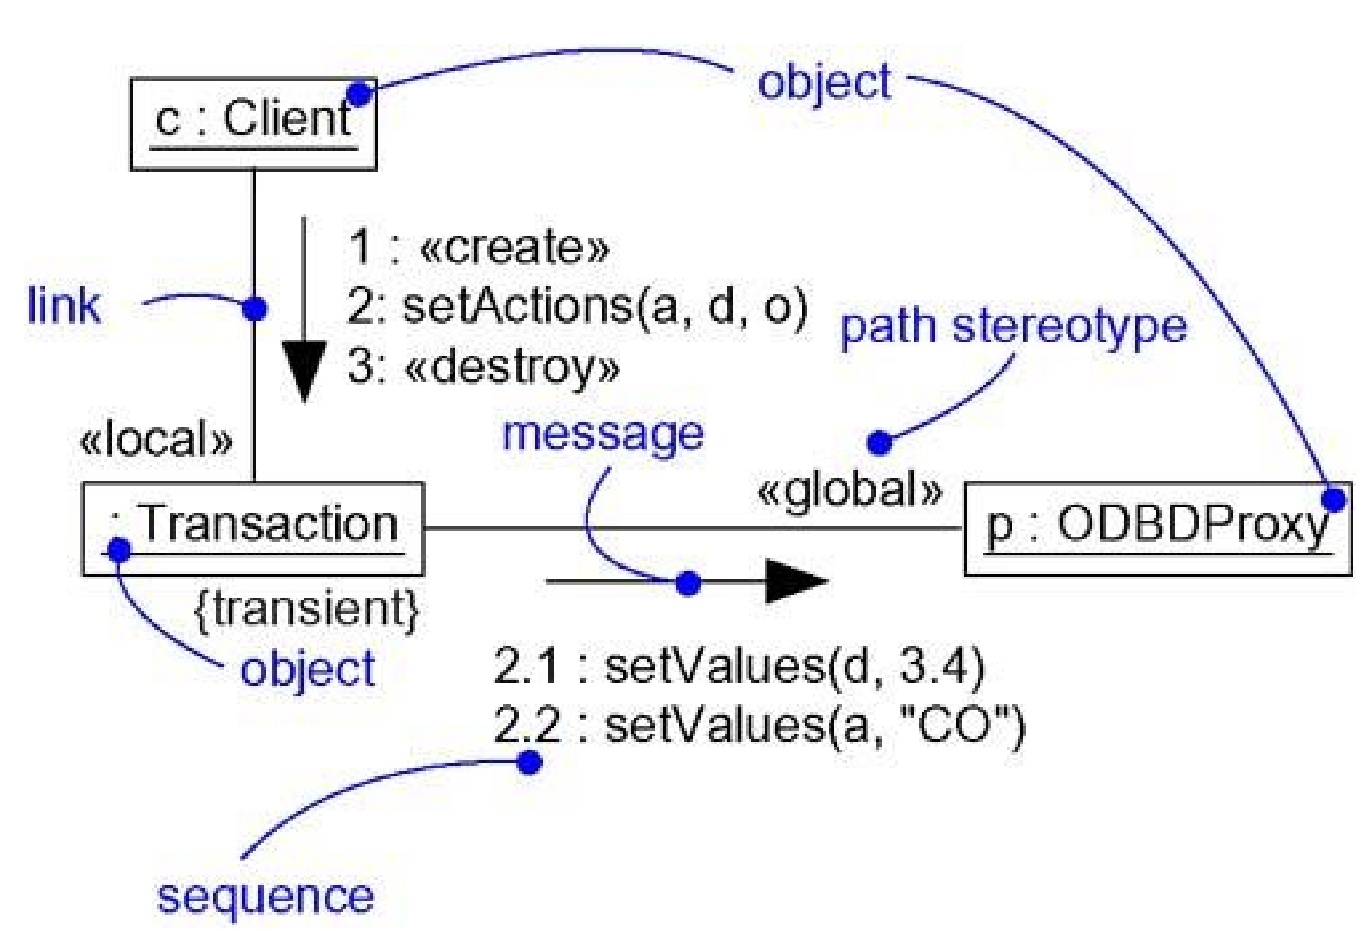 object
c : Client
1 : «create»
link
2: setActions(a, d, o)
path stereotype
3: «destroy»
«local»
message
«global»
: Transaction
p : ODBDProxy
{transient}
object
2.1 : setValues(d, 3.4)
2.2 : setValues(a, "CO")
sequence